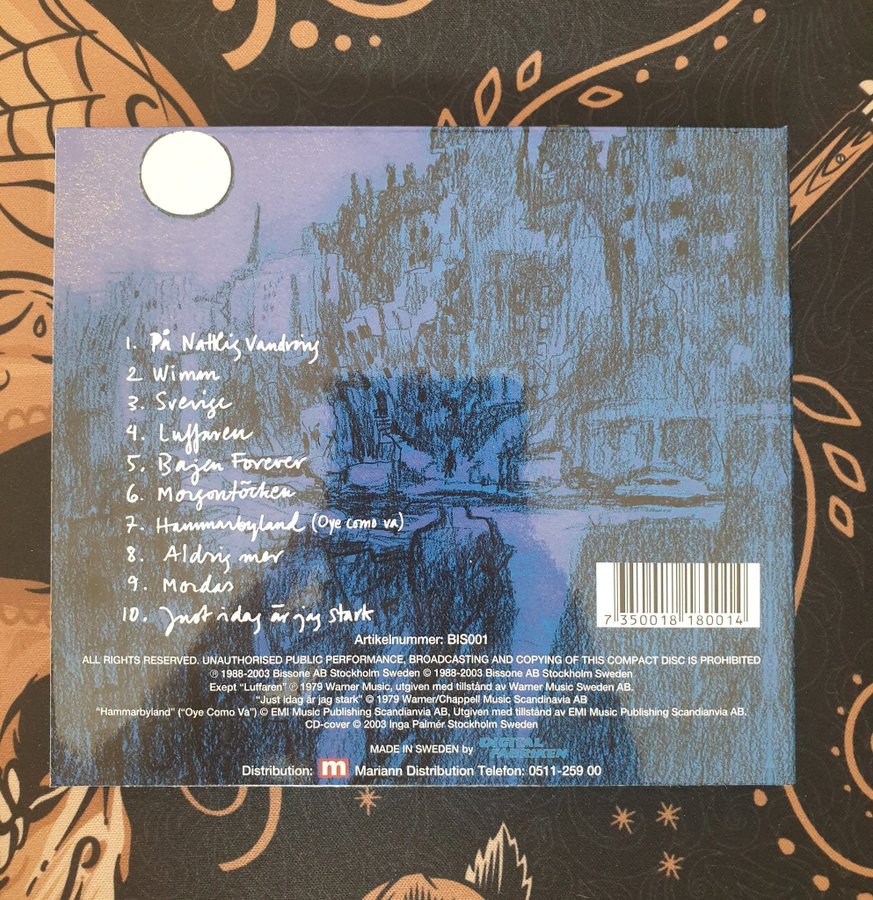 1. På Nattlig Vandring
2 Wiman
3. Sverige
4. Luffaren
5. Bajen Forever
6. Morgontöcken
7. Hammarbyland (Oye como va)
8. Aldrig mer
9. Mordas
10. Just idag är jag stark
7 350018 180014
Artikelnummer: BIS001
ALL RIGHTS RESERVED. UNAUTHORISED PUBLIC PERFORMANCE, BROADCASTING AND COPYING OF THIS COMPACT DISC IS PROHIBITED
℗ 1988-2003 Bissone AB Stockholm Sweden © 1988-2003 Bissone AB Stockholm Sweden
Exept "Luffaren" ℗ 1979 Warner Music, utgiven med tillstånd av Warner Music Sweden AB.
"Just idag är jag stark" © 1979 Warner/Chappell Music Scandinavia AB
"Hammarbyland" ("Oye Como Va") © EMI Music Publishing Scandianvia AB. Utgiven med tillstånd av EMI Music Publishing Scandianvia AB.
CD-cover © 2003 Inga Palmér Stockholm Sweden
MADE IN SWEDEN by DIGITAL FABRIKEN
Distribution: m Mariann Distribution Telefon: 0511-259 00